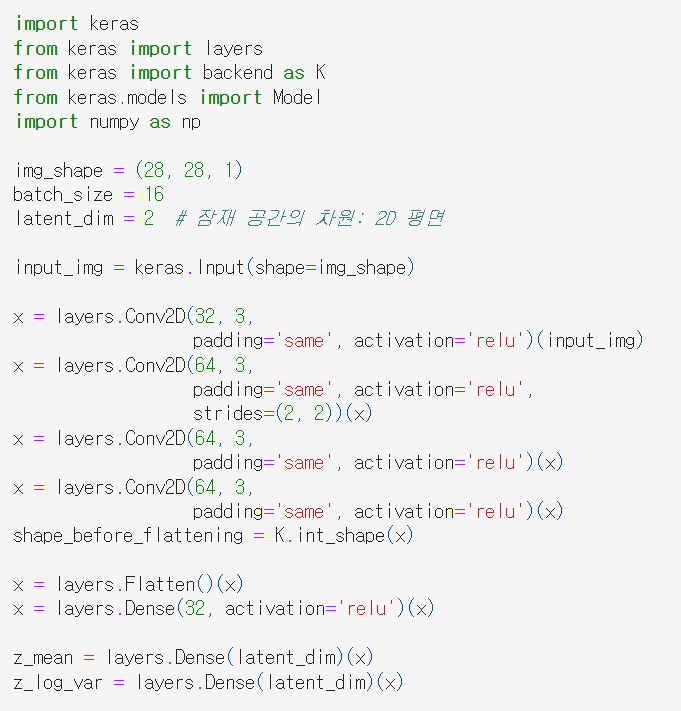 import keras
from keras import layers
from keras import backend as K
from keras.models import Model
import numpy as np

img_shape = (28, 28, 1)
batch_size = 16
latent_dim = 2  # 잠재 공간의 차원: 2D 평면

input_img = keras.Input(shape=img_shape)

x = layers.Conv2D(32, 3,
                  padding='same', activation='relu')(input_img)
x = layers.Conv2D(64, 3,
                  padding='same', activation='relu',
                  strides=(2, 2))(x)
x = layers.Conv2D(64, 3,
                  padding='same', activation='relu')(x)
x = layers.Conv2D(64, 3,
                  padding='same', activation='relu')(x)
shape_before_flattening = K.int_shape(x)

x = layers.Flatten()(x)
x = layers.Dense(32, activation='relu')(x)

z_mean = layers.Dense(latent_dim)(x)
z_log_var = layers.Dense(latent_dim)(x)